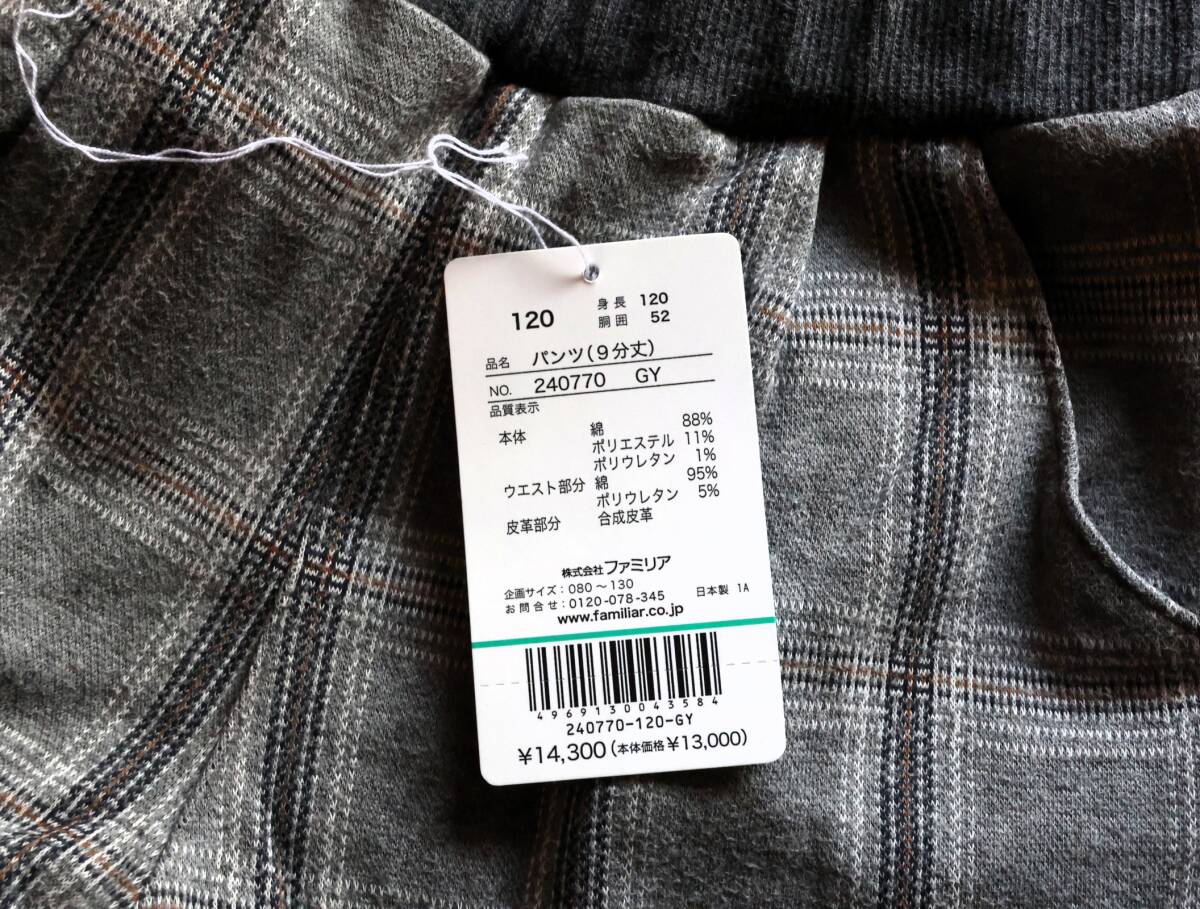 120 身長 120
胴囲 52
品名 パンツ(9分丈)
NO. 240770 GY
品質表示
本体 綿 88%
ポリエステル 11%
ポリウレタン 1%
ウエスト部分 綿 95%
ポリウレタン 5%
皮革部分 合成皮革
株式会社ファミリア
企画サイズ:080~130
お問合せ:0120-078-345 日本製 1A
www.familiar.co.jp
4969130043584
240770-120-GY
¥14,300(本体価格¥13,000)